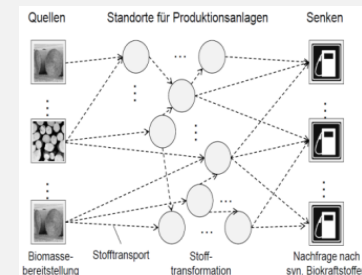 Quellen
Standorte für Produktionsanlagen
Senken
Biomasse-
bereitstellung
Stofftransport
Stoff-
transformation
Nachfrage nach
syn. Biokraftstoffe